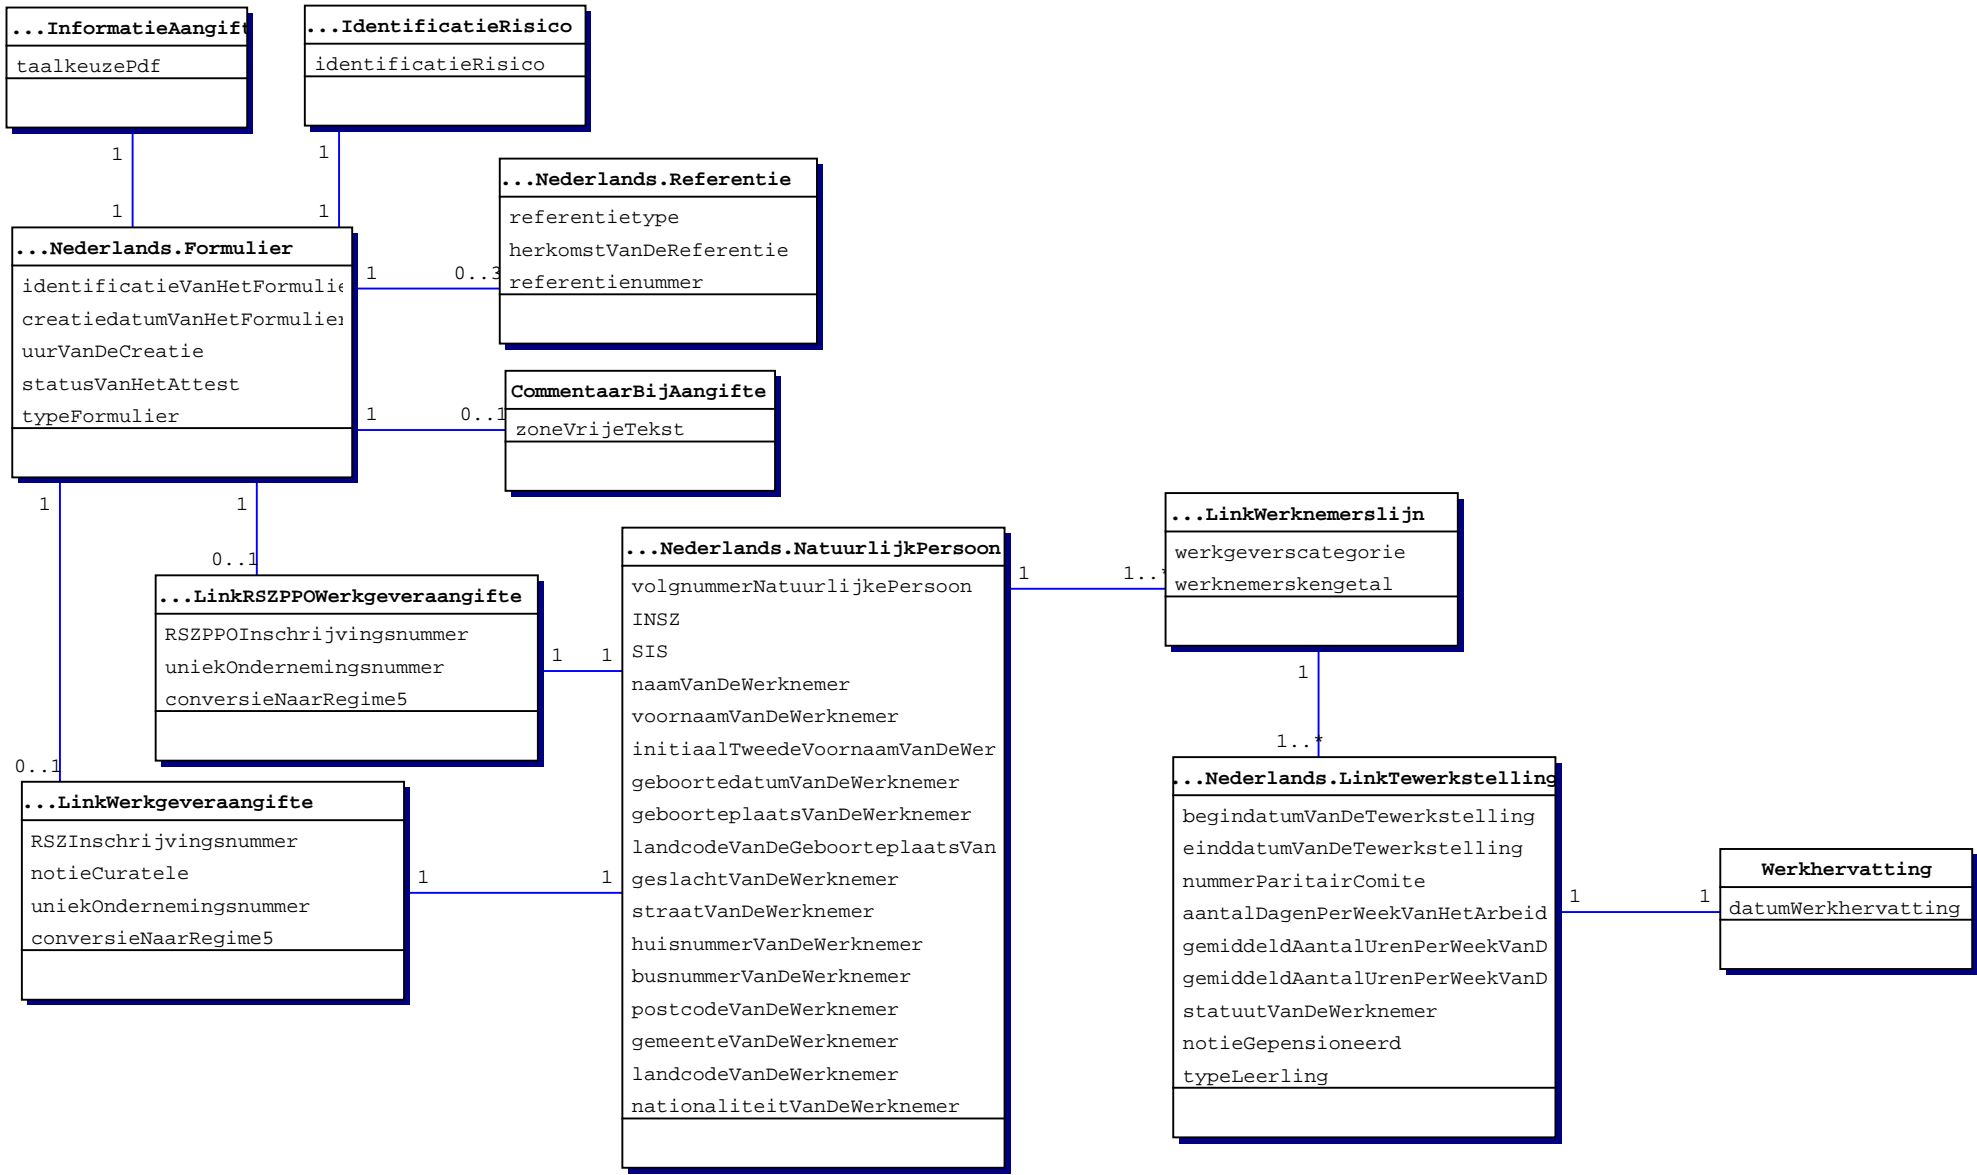 ...InformatieAangift
taalkeuzePdf
...IdentificatieRisico
identificatieRisico
1
1
1
1
...Nederlands.Referentie
referentietype
herkomstVanDeReferentie
referentienummer
...Nederlands.Formulier
identificatieVanHetFormulie
creatiedatumVanHetFormulier
uurVanDeCreatie
statusVanHetAttest
typeFormulier
1
0..3
CommentaarBijAangifte
zoneVrijeTekst
1
0..1
1
1
0..1
...LinkRSZPPOWerkgeveraangifte
RSZPPOInschrijvingsnummer
uniekOndernemingsnummer
conversieNaarRegime5
1
1
0..1
...LinkWerkgeveraangifte
RSZInschrijvingsnummer
notieCuratele
uniekOndernemingsnummer
conversieNaarRegime5
1
1
...Nederlands.NatuurlijkPersoon
volgnummerNatuurlijkePersoon
INSZ
SIS
naamVanDeWerknemer
voornaamVanDeWerknemer
initiaalTweedeVoornaamVanDeWer
geboortedatumVanDeWerknemer
geboorteplaatsVanDeWerknemer
landcodeVanDeGeboorteplaatsVan
geslachtVanDeWerknemer
straatVanDeWerknemer
huisnummerVanDeWerknemer
busnummerVanDeWerknemer
postcodeVanDeWerknemer
gemeenteVanDeWerknemer
landcodeVanDeWerknemer
nationaliteitVanDeWerknemer
1
1..*
...LinkWerknemerslijn
werkgeverscategorie
werknemerskengetal
1
1..*
...Nederlands.LinkTewerkstelling
begindatumVanDeTewerkstelling
einddatumVanDeTewerkstelling
nummerParitairComite
aantalDagenPerWeekVanHetArbeid
gemiddeldAantalUrenPerWeekVanD
gemiddeldAantalUrenPerWeekVanD
statuutVanDeWerknemer
notieGepensioneerd
typeLeerling
1
1
Werkhervatting
datumWerkhervatting